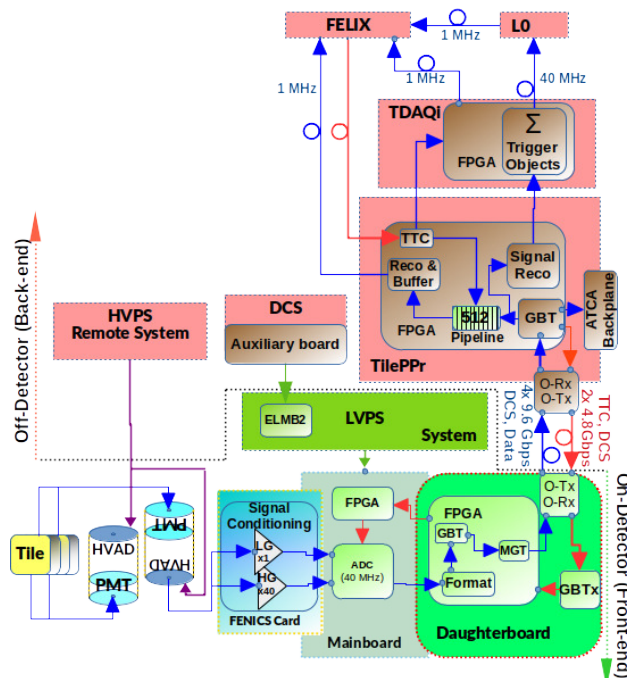 FELIX
L0
1 MHz
1 MHz
1 MHz
40 MHz
TDAQi
Σ
Trigger
Objects
FPGA
TTC
Signal
Reco
Reco &
Buffer
512
Pipeline
GBT
FPGA
TilePPr
ATCA
Backplane
Off-Detector (Back-end)
HVPS
Remote System
DCS
Auxiliary board
O-Rx
O-Tx
4x 9.6 Gbps
DCS, Data
TTC, DCS
2x 4.8Gbps
ELMB2
LVPS
System
On-Detector (Front-end)
O-Tx
O-Rx
Tile
HVAD
PMT
PMT
HVAD
Signal
Conditioning
LG
x1
HG
x40
FENICS Card
FPGA
ADC
(40 MHz)
Mainboard
FPGA
GBT
MGT
Format
GBTx
Daughterboard